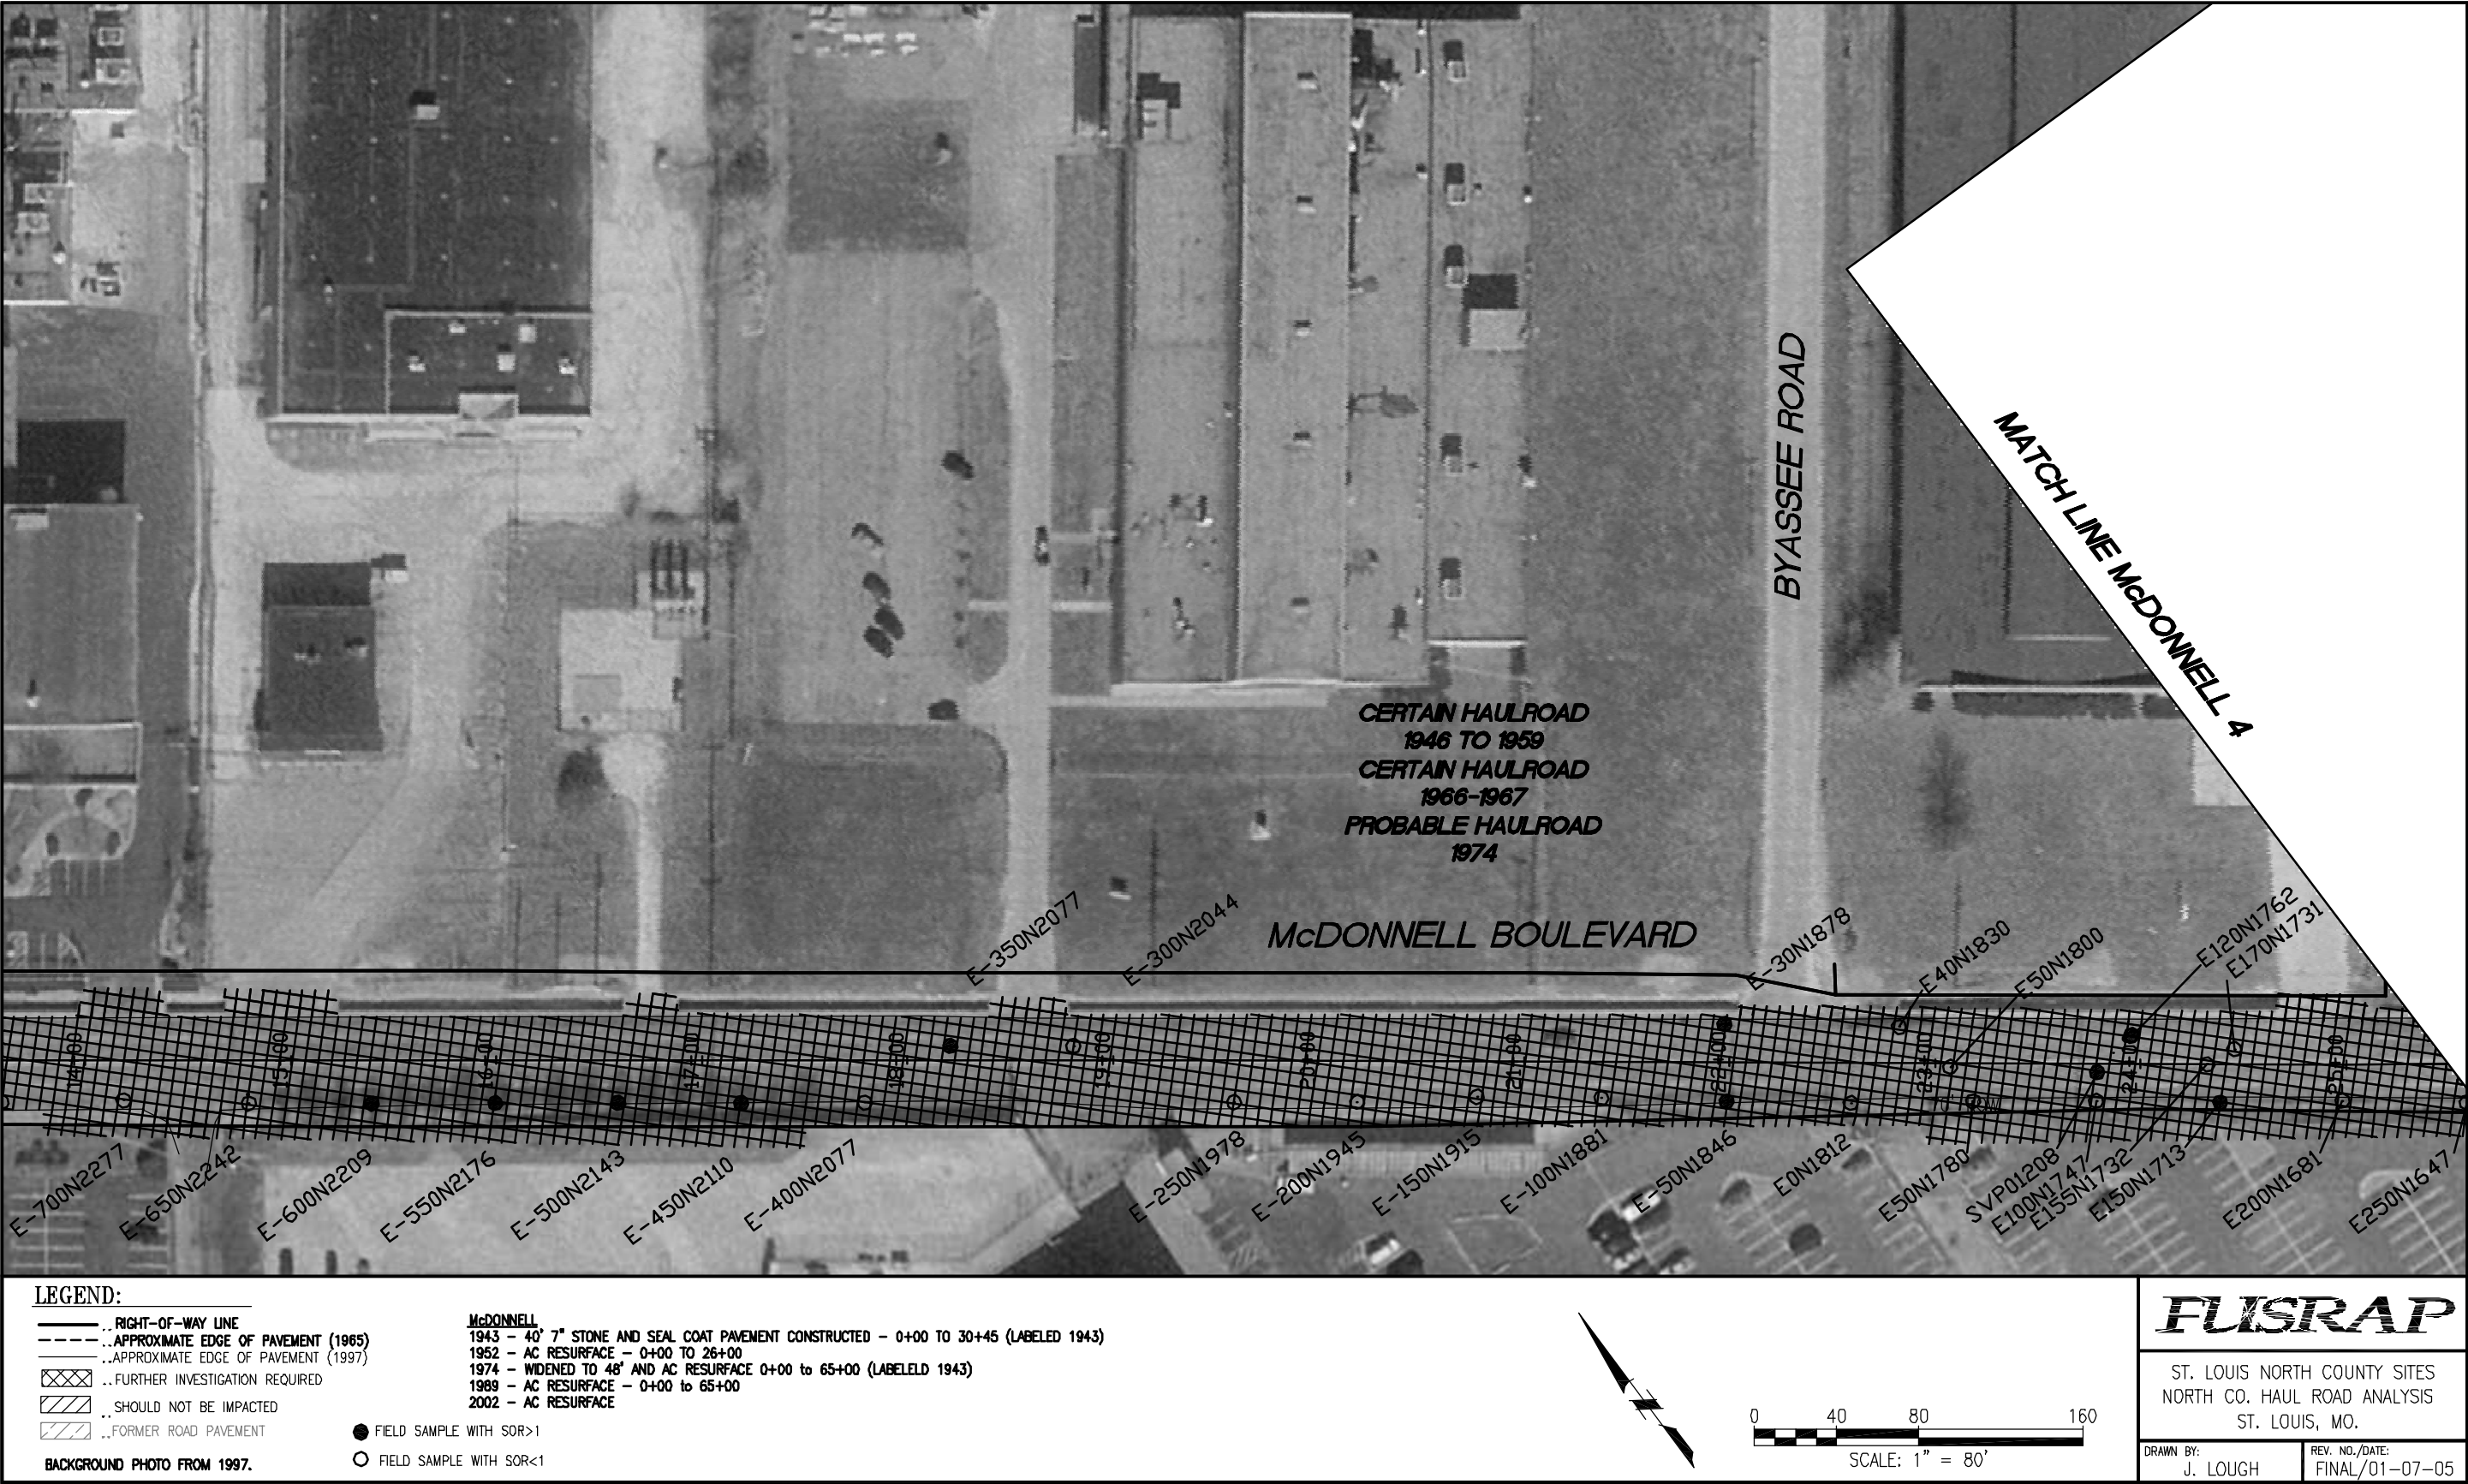 BYASSEE ROAD
MATCH LINE McDONNELL 4
CERTAIN HAULROAD
1946 TO 1959
CERTAIN HAULROAD
1966-1967
PROBABLE HAULROAD
1974
McDONNELL BOULEVARD
E-350N2077
E-300N2044
E-30N1878
E40N1830
E50N1800
E120N1762
E170N1731
14+00
15+00
16+00
17+00
18+00
19+00
20+00
21+00
22+00
23+00
24+00
25+00
E-700N2277
E-650N2242
E-600N2209
E-550N2176
E-500N2143
E-450N2110
E-400N2077
E-250N1978
E-200N1945
E-150N1915
E-100N1881
E-50N1846
E0N1812
E50N1780
SVP01208
E100N1747
E155N1732
E150N1713
E200N1681
E250N1647
LEGEND:
.. RIGHT-OF-WAY LINE
.. APPROXIMATE EDGE OF PAVEMENT (1965)
.. APPROXIMATE EDGE OF PAVEMENT (1997)
.. FURTHER INVESTIGATION REQUIRED
.. SHOULD NOT BE IMPACTED
.. FORMER ROAD PAVEMENT
BACKGROUND PHOTO FROM 1997.
McDONNELL
1943 - 40' 7" STONE AND SEAL COAT PAVEMENT CONSTRUCTED - 0+00 TO 30+45 (LABELED 1943)
1952 - AC RESURFACE - 0+00 TO 26+00
1974 - WIDENED TO 48' AND AC RESURFACE 0+00 to 65+00 (LABELELD 1943)
1989 - AC RESURFACE - 0+00 to 65+00
2002 - AC RESURFACE
FIELD SAMPLE WITH SOR>1
FIELD SAMPLE WITH SOR<1
0 40 80 160
SCALE: 1" = 80'
FUSRAP
ST. LOUIS NORTH COUNTY SITES
NORTH CO. HAUL ROAD ANALYSIS
ST. LOUIS, MO.
DRAWN BY:
J. LOUGH
REV. NO./DATE:
FINAL/01-07-05